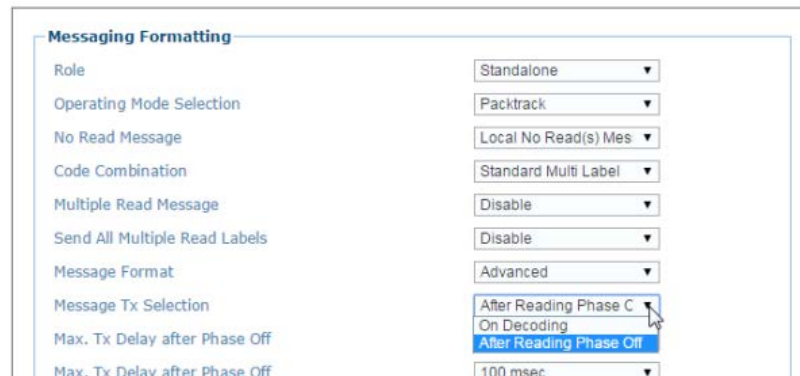 Messaging Formatting
Role Standalone
Operating Mode Selection Packtrack
No Read Message Local No Read(s) Mes
Code Combination Standard Multi Label
Multiple Read Message Disable
Send All Multiple Read Labels Disable
Message Format Advanced
Message Tx Selection After Reading Phase C
On Decoding
Max. Tx Delay after Phase Off After Reading Phase Off
Max. Tx Delay after Phase Off 100 msec